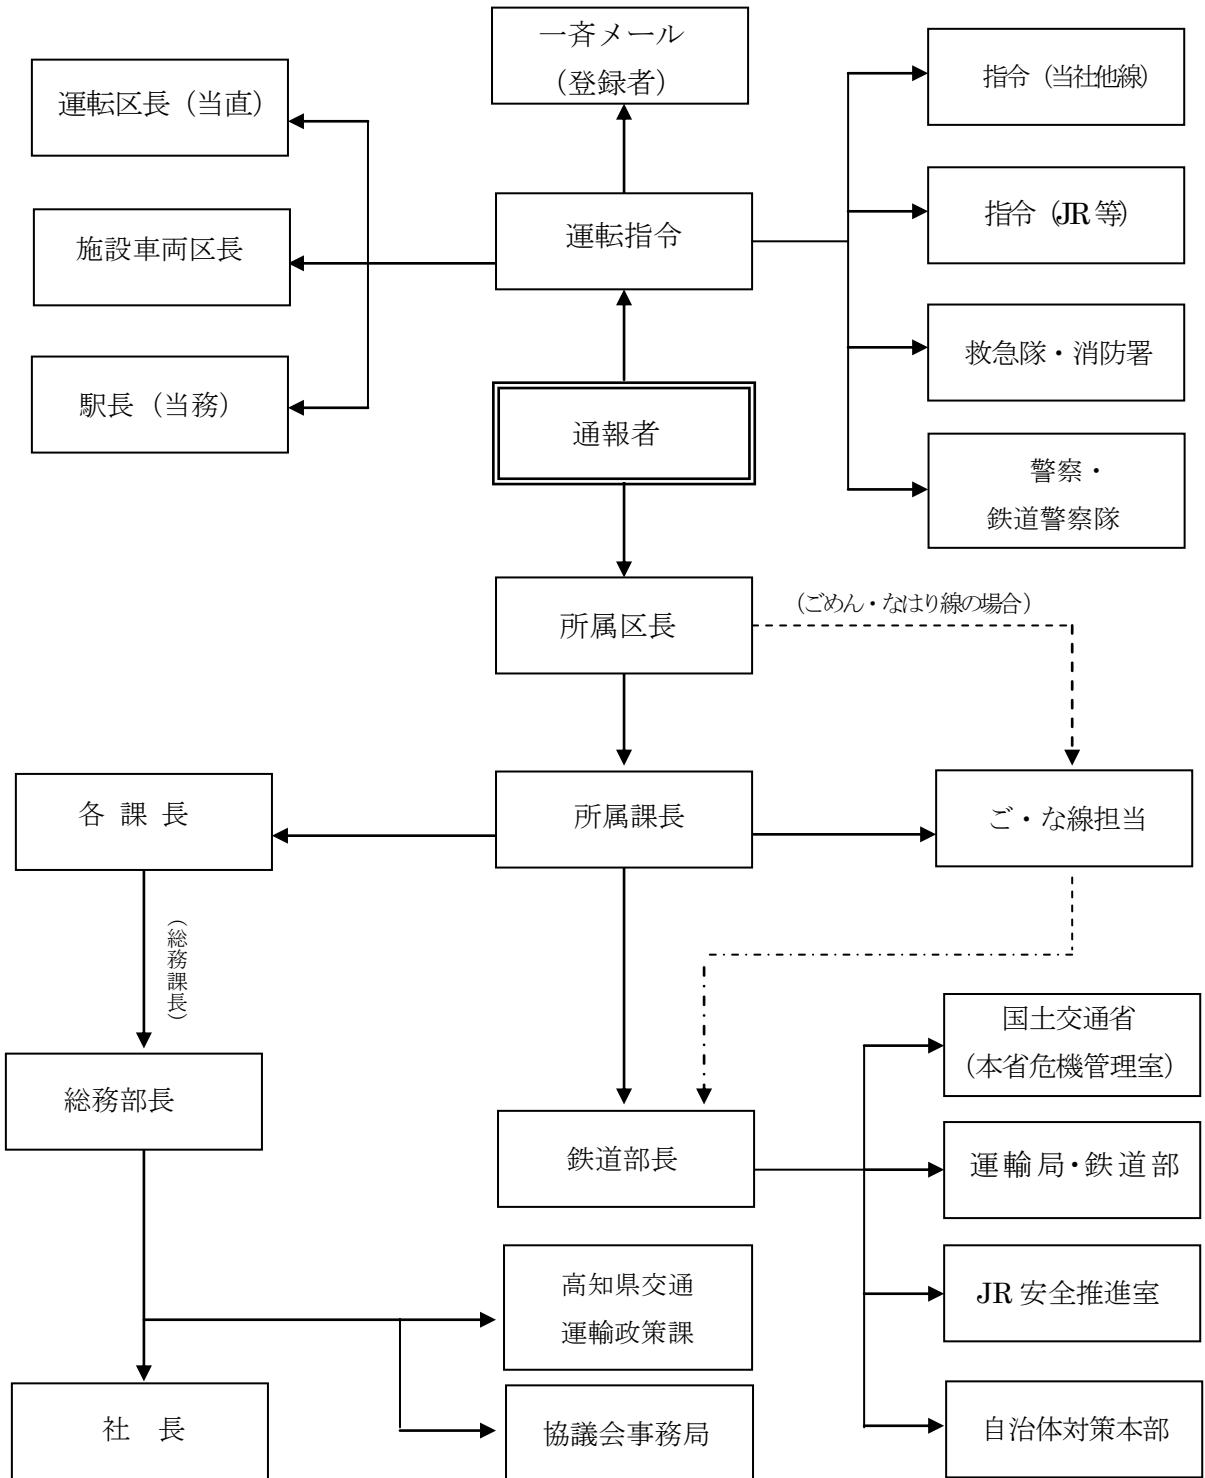 一斉メール
（登録者）
運転区長（当直）
指令（当社他線）
施設車両区長
運転指令
指令（JR等）
救急隊・消防署
駅長（当務）
通報者
警察・
鉄道警察隊
所属区長
（ごめん・なはり線の場合）
各課長
所属課長
ご・な線担当
（総務課長）
国土交通省
（本省危機管理室）
総務部長
鉄道部長
運輸局・鉄道部
高知県交通
運輸政策課
JR安全推進室
社　長
協議会事務局
自治体対策本部